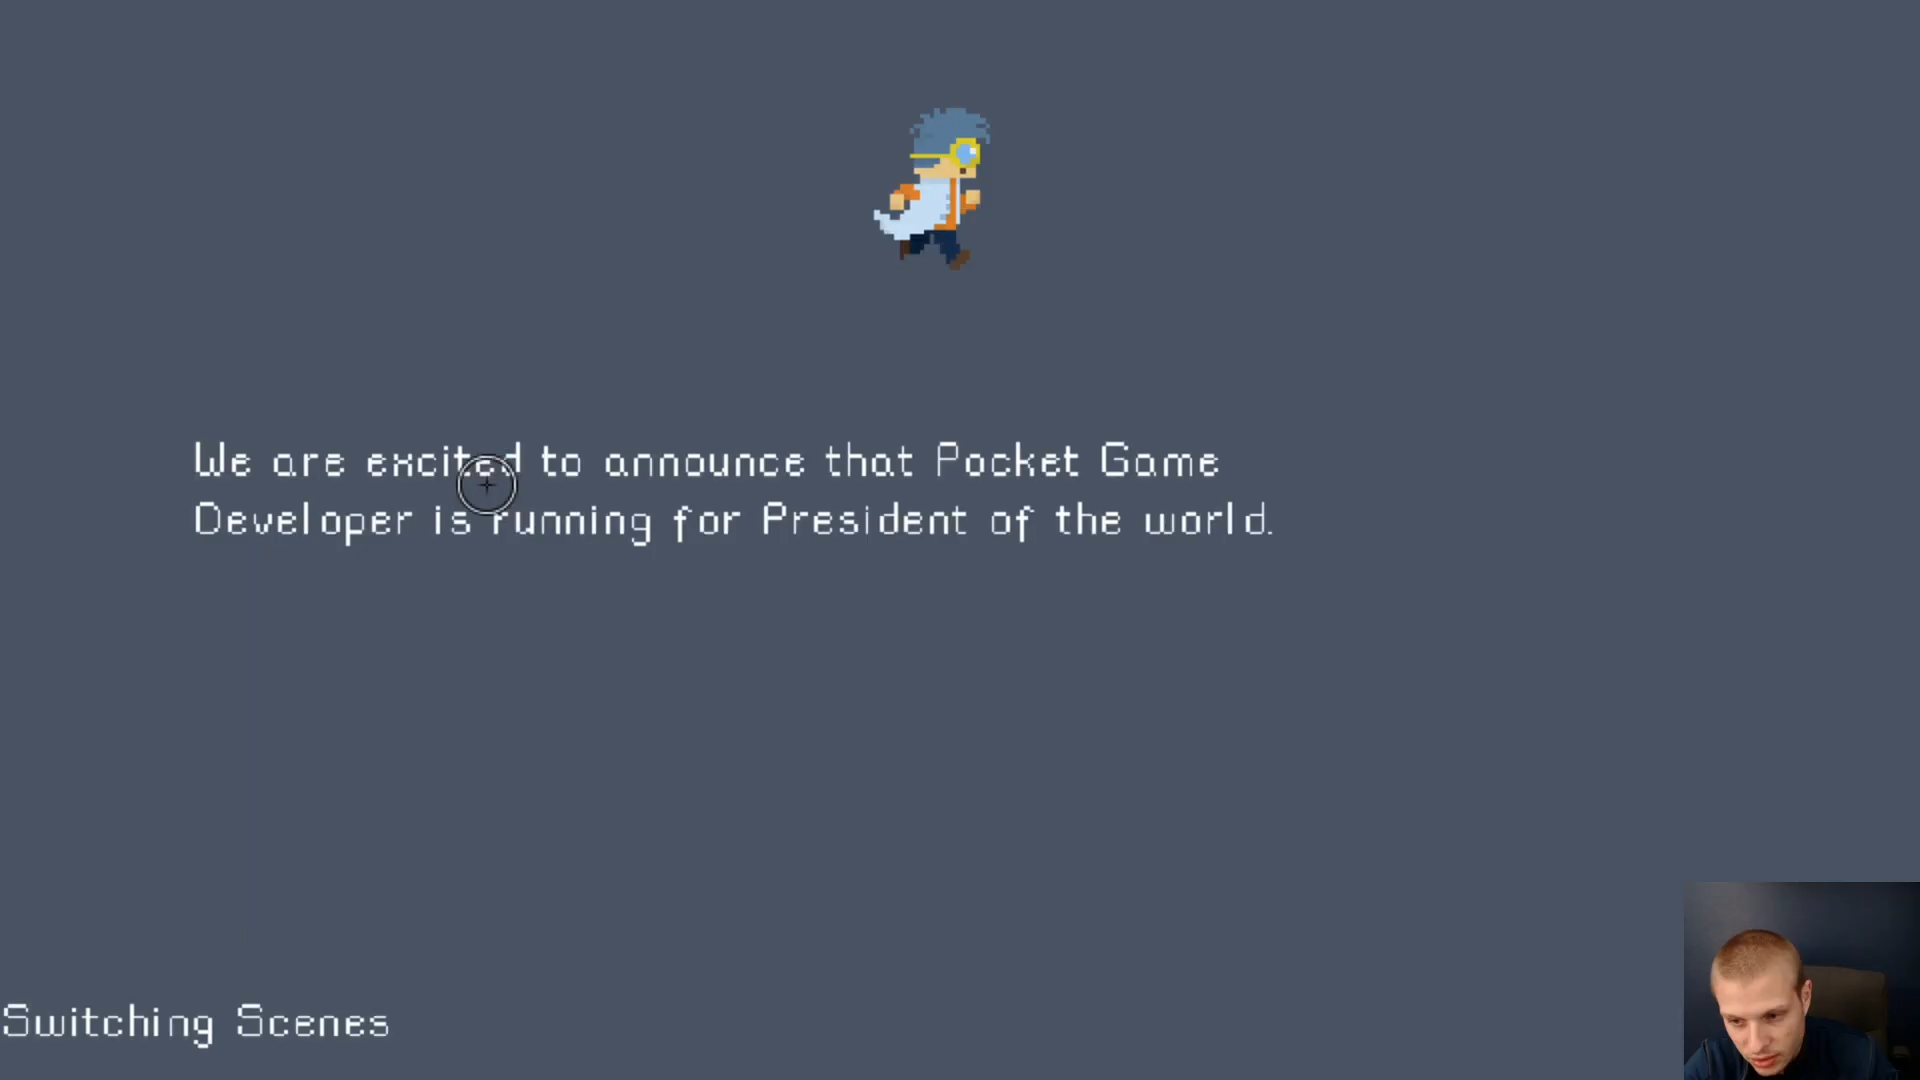 We are excited to announce that Pocket Game
Developer is running for President of the world.
Switching Scenes